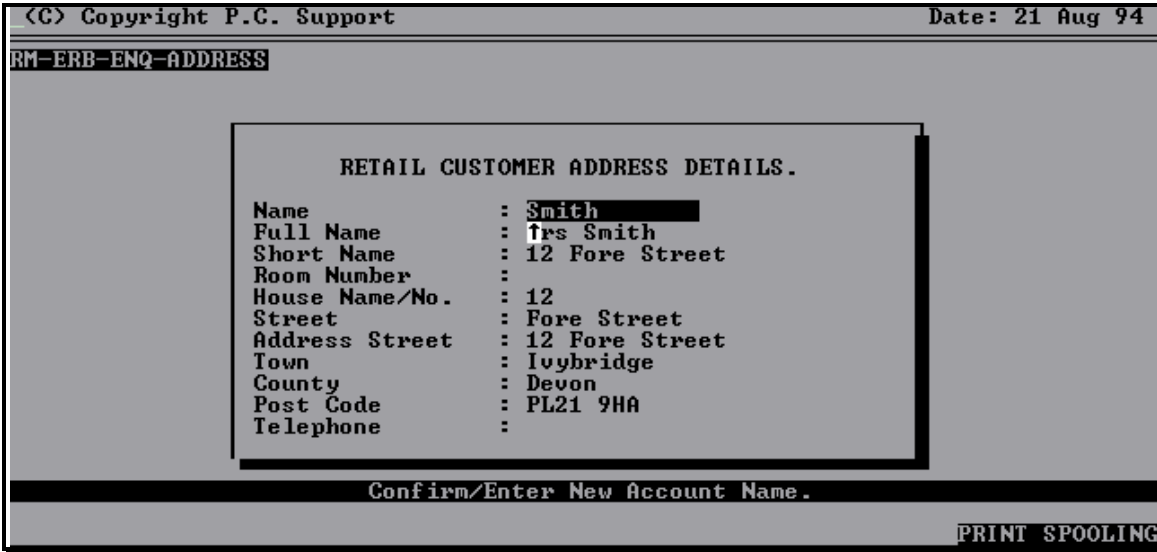 (C) Copyright P.C. Support Date: 21 Aug 94
RM-ERB-ENQ-ADDRESS
RETAIL CUSTOMER ADDRESS DETAILS.
Name : Smith
Full Name : ↑rs Smith
Short Name : 12 Fore Street
Room Number :
House Name/No. : 12
Street : Fore Street
Address Street : 12 Fore Street
Town : Ivybridge
County : Devon
Post Code : PL21 9HA
Telephone :
Confirm/Enter New Account Name.
PRINT SPOOLING